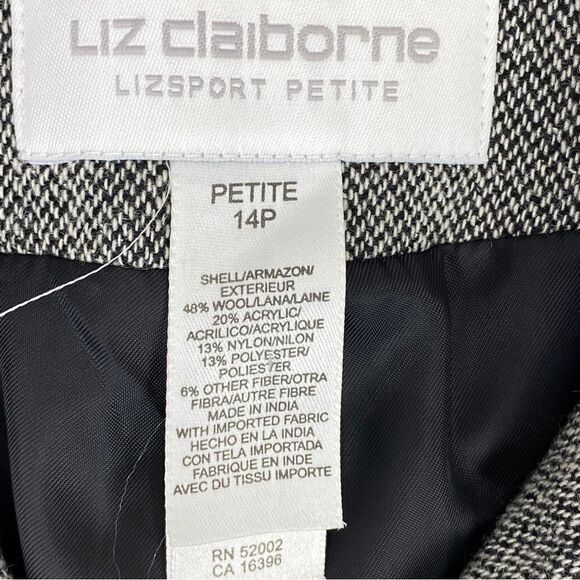 LIZ claiborne
LIZSPORT PETITE
PETITE
14P
SHELL/ARMAZON/
EXTERIEUR
48% WOOL/LANA/LAINE
20% ACRYLIC/
ACRILICO/ACRYLIQUE
13% NYLON/NILON
13% POLYESTER/
POLIESTER
6% OTHER FIBER/OTRA
FIBRA/AUTRE FIBRE
MADE IN INDIA
WITH IMPORTED FABRIC
HECHO EN LA INDIA
CON TELA IMPORTADA
FABRIQUE EN INDE
AVEC DU TISSU IMPORTE
RN 52002
CA 16396